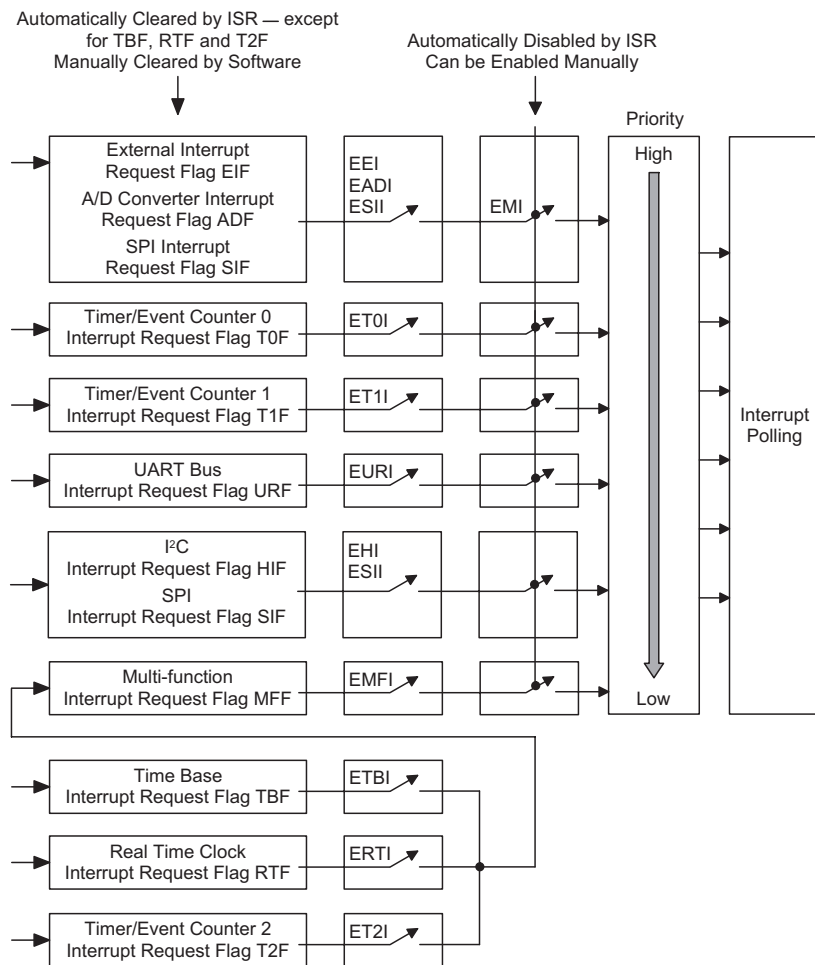 Automatically Cleared by ISR — except
for TBF, RTF and T2F
Manually Cleared by Software
Automatically Disabled by ISR
Can be Enabled Manually
Priority
External Interrupt
Request Flag EIF
A/D Converter Interrupt
Request Flag ADF
SPI Interrupt
Request Flag SIF
EEI
EADI
ESII
EMI
High
Timer/Event Counter 0
Interrupt Request Flag T0F
ET0I
Timer/Event Counter 1
Interrupt Request Flag T1F
ET1I
Interrupt
Polling
UART Bus
Interrupt Request Flag URF
EURI
I²C
Interrupt Request Flag HIF
SPI
Interrupt Request Flag SIF
EHI
ESII
Multi-function
Interrupt Request Flag MFF
EMFI
Low
Time Base
Interrupt Request Flag TBF
ETBI
Real Time Clock
Interrupt Request Flag RTF
ERTI
Timer/Event Counter 2
Interrupt Request Flag T2F
ET2I